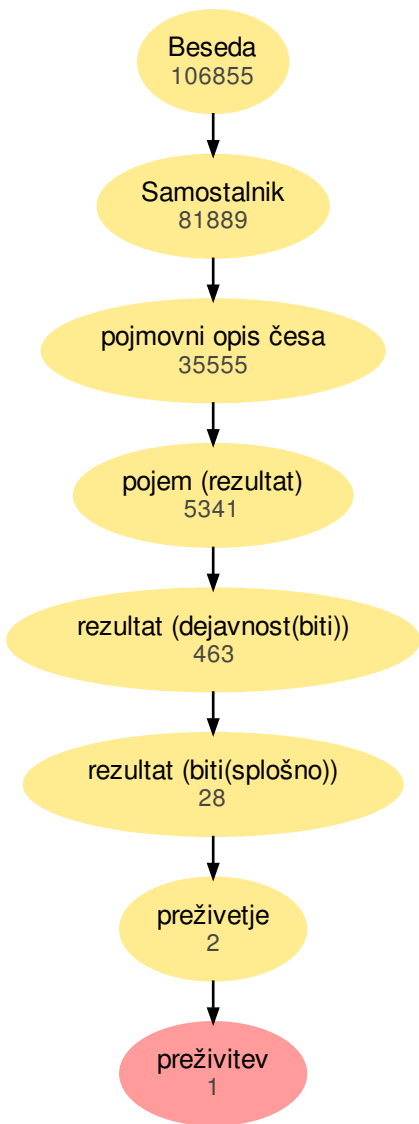 Beseda
106855
Samostalnik
81889
pojmovni opis česa
35555
pojem (rezultat)
5341
rezultat (dejavnost(biti))
463
rezultat (biti(splošno))
28
preživetje
2
preživitev
1